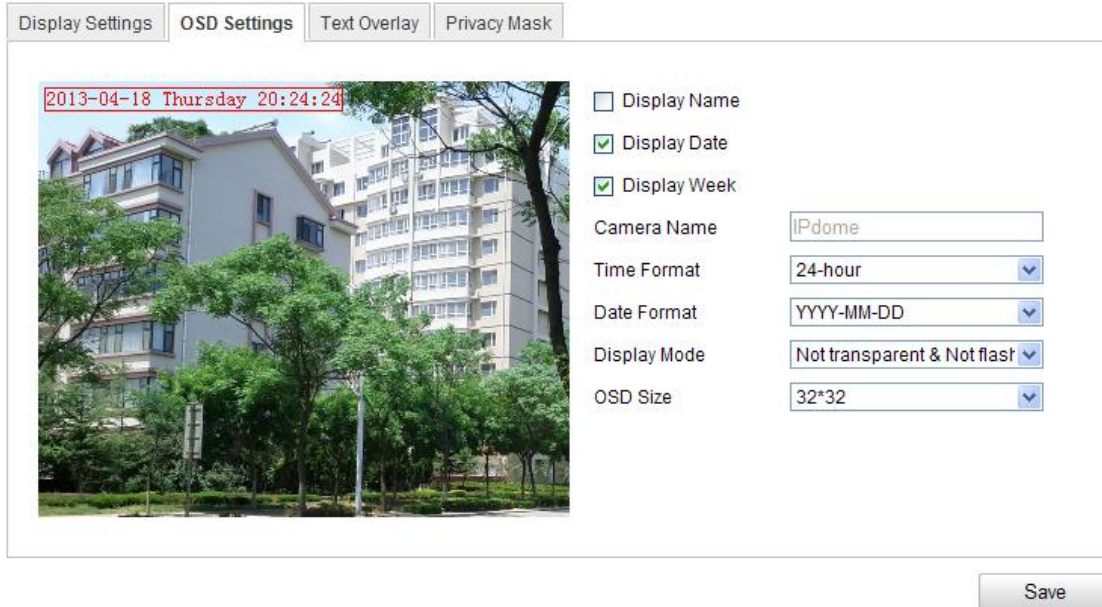 Display Settings
OSD Settings
Text Overlay
Privacy Mask
2013-04-18 Thursday 20:24:24
Display Name
Display Date
Display Week
Camera Name IPdome
Time Format 24-hour
Date Format YYYY-MM-DD
Display Mode Not transparent & Not flash
OSD Size 32*32
Save